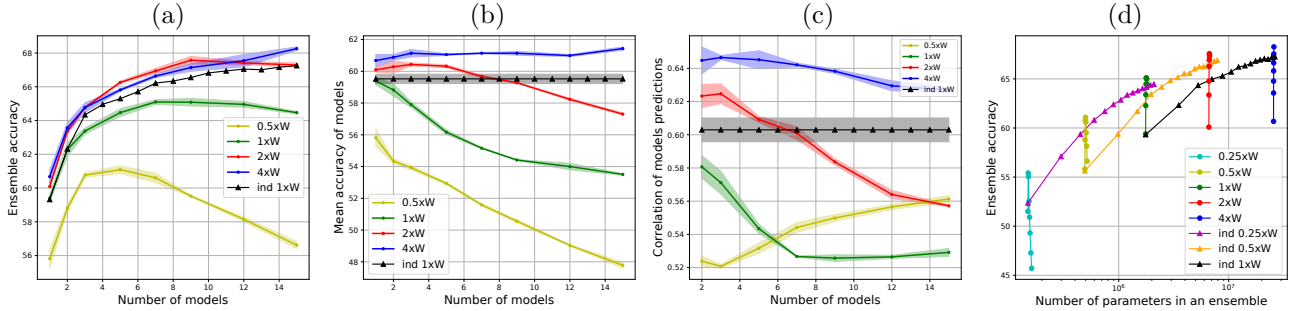 (a)
Ensemble accuracy
68
66
64
62
60
58
56
2 4 6 8 10 12 14
Number of models
0.5xW
1xW
2xW
4xW
ind 1xW
(b)
Mean accuracy of models
62
60
58
56
54
52
50
48
2 4 6 8 10 12 14
Number of models
0.5xW
1xW
2xW
4xW
ind 1xW
(c)
Correlation of models predictions
0.66
0.64
0.62
0.60
0.58
0.56
0.54
0.52
2 4 6 8 10 12 14
Number of models
0.5xW
1xW
2xW
4xW
ind 1xW
(d)
Ensemble accuracy
65
60
55
50
45
10⁶ 10⁷
Number of parameters in an ensemble
0.25xW
0.5xW
1xW
2xW
4xW
ind 0.25xW
ind 0.5xW
ind 1xW